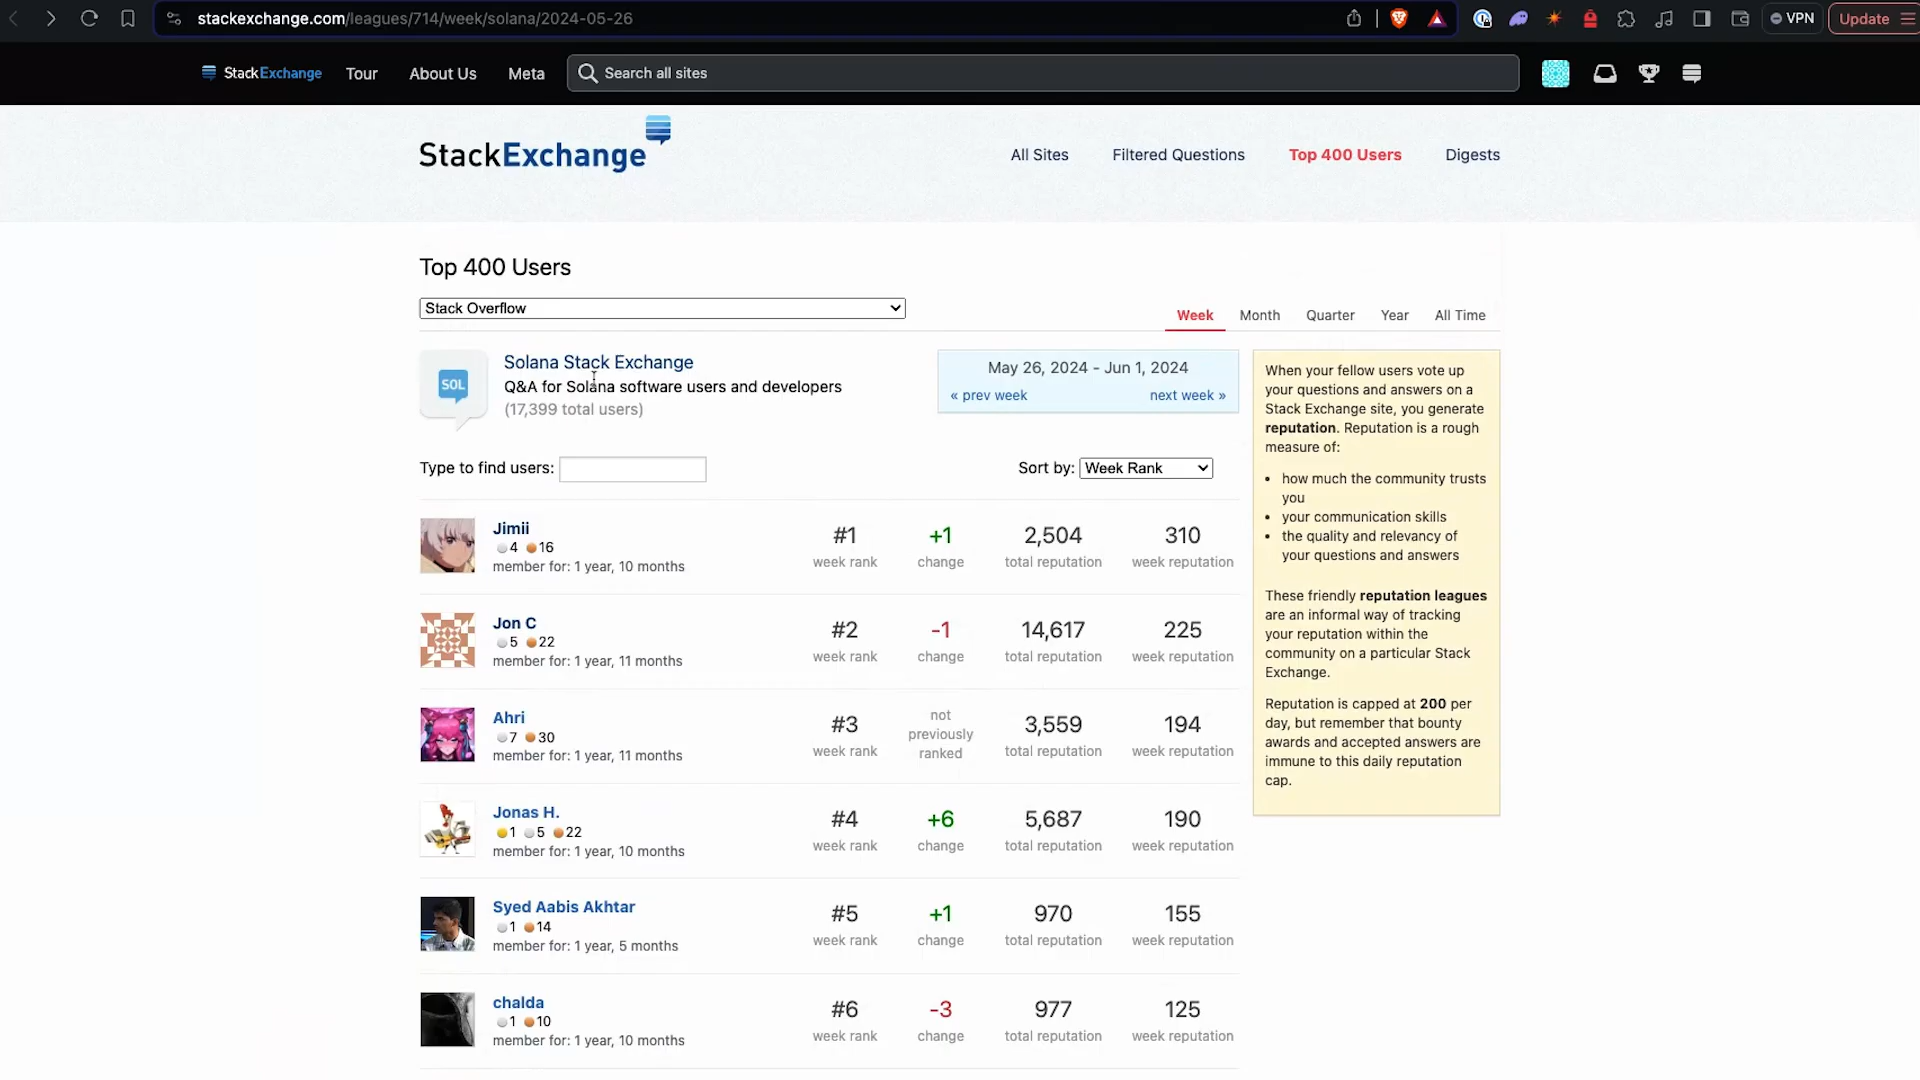 stackexchange.com/leagues/714/week/solana/2024-05-26
VPN
Update
StackExchange
Tour
About Us
Meta
Search all sites
StackExchange
All Sites
Filtered Questions
Top 400 Users
Digests
Top 400 Users
Stack Overflow
Week
Month
Quarter
Year
All Time
SOL
Solana Stack Exchange
Q&A for Solana software users and developers
(17,399 total users)
May 26, 2024 - Jun 1, 2024
« prev week
next week »
Type to find users:
Sort by: Week Rank
Jimii
4 16
member for: 1 year, 10 months
#1
week rank
+1
change
2,504
total reputation
310
week reputation
Jon C
5 22
member for: 1 year, 11 months
#2
week rank
-1
change
14,617
total reputation
225
week reputation
Ahri
7 30
member for: 1 year, 11 months
#3
week rank
not
previously
ranked
3,559
total reputation
194
week reputation
Jonas H.
1 5 22
member for: 1 year, 10 months
#4
week rank
+6
change
5,687
total reputation
190
week reputation
Syed Aabis Akhtar
1 14
member for: 1 year, 5 months
#5
week rank
+1
change
970
total reputation
155
week reputation
chalda
1 10
member for: 1 year, 10 months
#6
week rank
-3
change
977
total reputation
125
week reputation
When your fellow users vote up
your questions and answers on a
Stack Exchange site, you generate
reputation. Reputation is a rough
measure of:
• how much the community trusts
you
• your communication skills
• the quality and relevancy of
your questions and answers
These friendly reputation leagues
are an informal way of tracking
your reputation within the
community on a particular Stack
Exchange.
Reputation is capped at 200 per
day, but remember that bounty
awards and accepted answers are
immune to this daily reputation
cap.